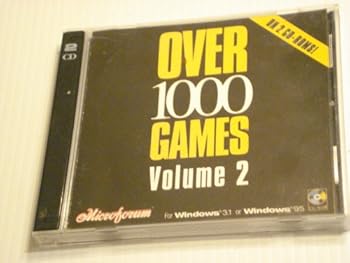 2
CD
ON 2 CD-ROMS!
OVER
1000
GAMES
Volume 2
Microforum
for Windows 3.1 or Windows 95